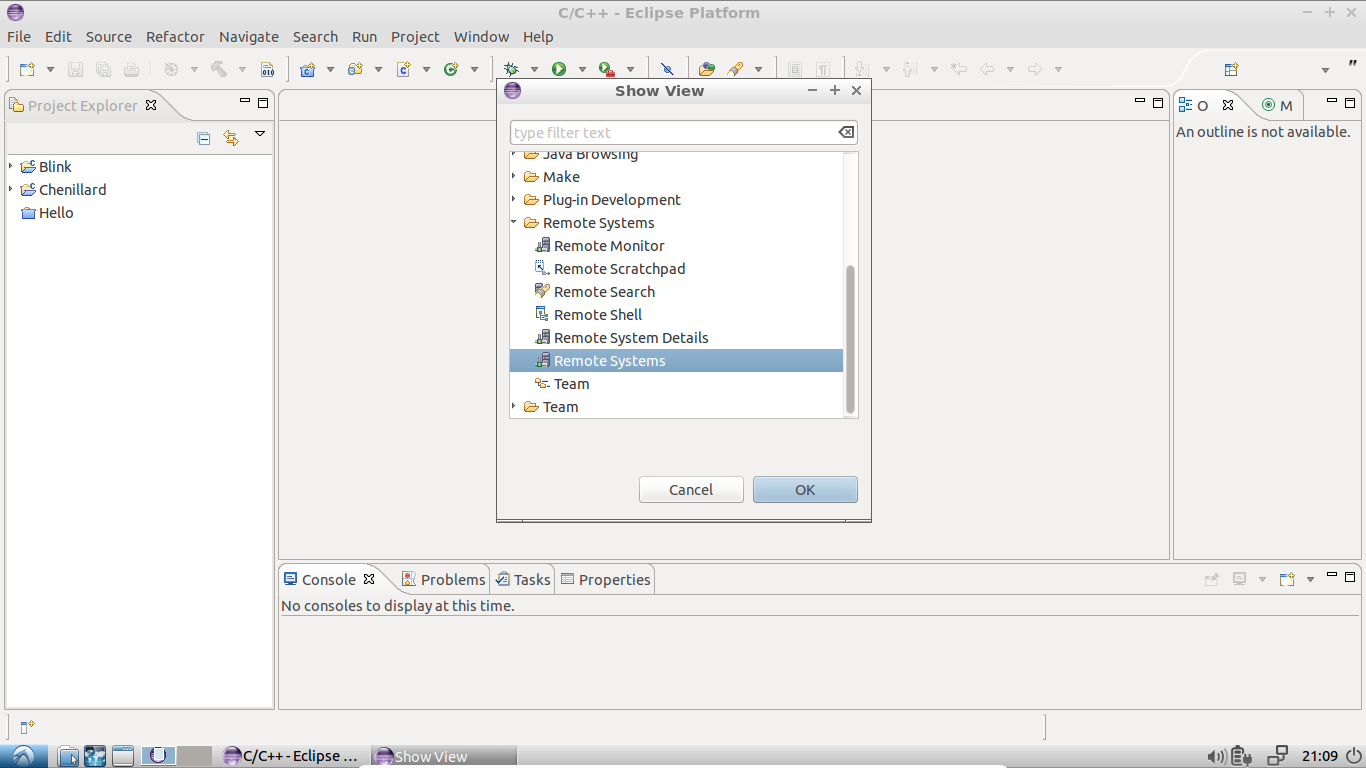 C/C++ - Eclipse Platform
File Edit Source Refactor Navigate Search Run Project Window Help
010
Project Explorer
Blink
Chenillard
Hello
Show View
type filter text
Java Browsing
Make
Plug-in Development
Remote Systems
Remote Monitor
Remote Scratchpad
Remote Search
Remote Shell
Remote System Details
Remote Systems
Team
Team
Cancel OK
O M
An outline is not available.
Console Problems Tasks Properties
No consoles to display at this time.
C/C++ - Eclipse ... Show View 21:09